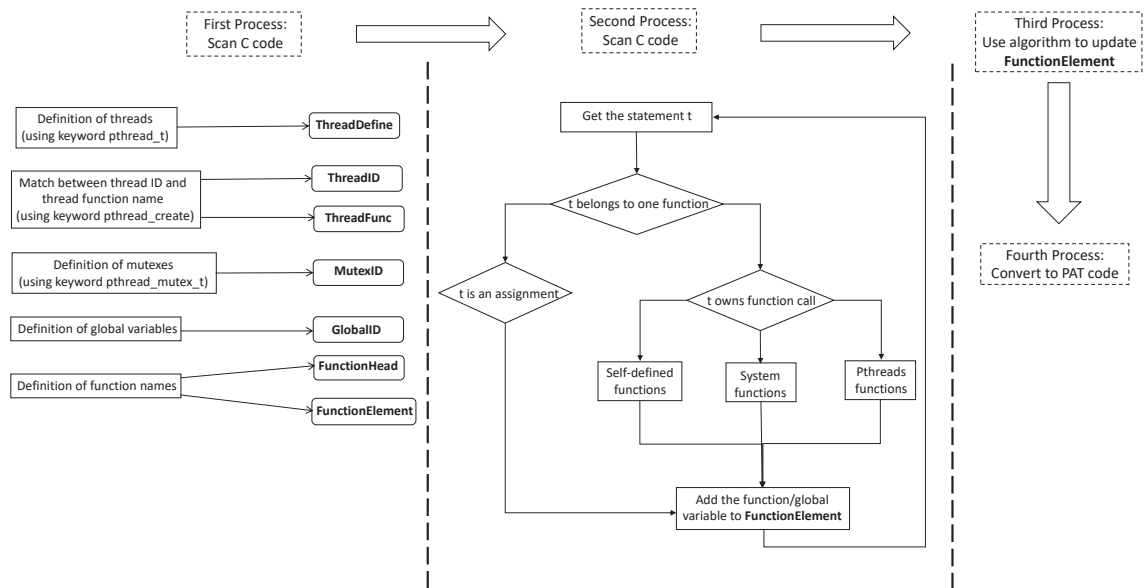 First Process:
Scan C code
Second Process:
Scan C code
Third Process:
Use algorithm to update
FunctionElement
Definition of threads
(using keyword pthread_t)
ThreadDefine
Match between thread ID and
thread function name
(using keyword pthread_create)
ThreadID
ThreadFunc
Definition of mutexes
(using keyword pthread_mutex_t)
MutexID
Definition of global variables
GlobalID
Definition of function names
FunctionHead
FunctionElement
Get the statement t
t belongs to one function
t is an assignment
t owns function call
Self-defined
functions
System
functions
Pthreads
functions
Add the function/global
variable to FunctionElement
Fourth Process:
Convert to PAT code